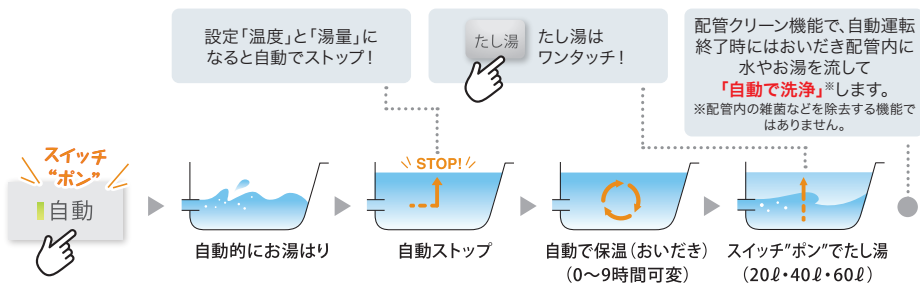 設定「温度」と「湯量」に
なると自動でストップ！
たし湯
たし湯は
ワンタッチ！
配管クリーン機能で、自動運転
終了時にはおいだき配管内に
水やお湯を流して
「自動で洗浄」※します。
※配管内の雑菌などを除去する機能で
はありません。
スイッチ
“ポン”
自動
STOP!
自動的にお湯はり
自動ストップ
自動で保温（おいだき）
（0〜9時間可変）
スイッチ”ポン”でたし湯
（20ℓ・40ℓ・60ℓ）